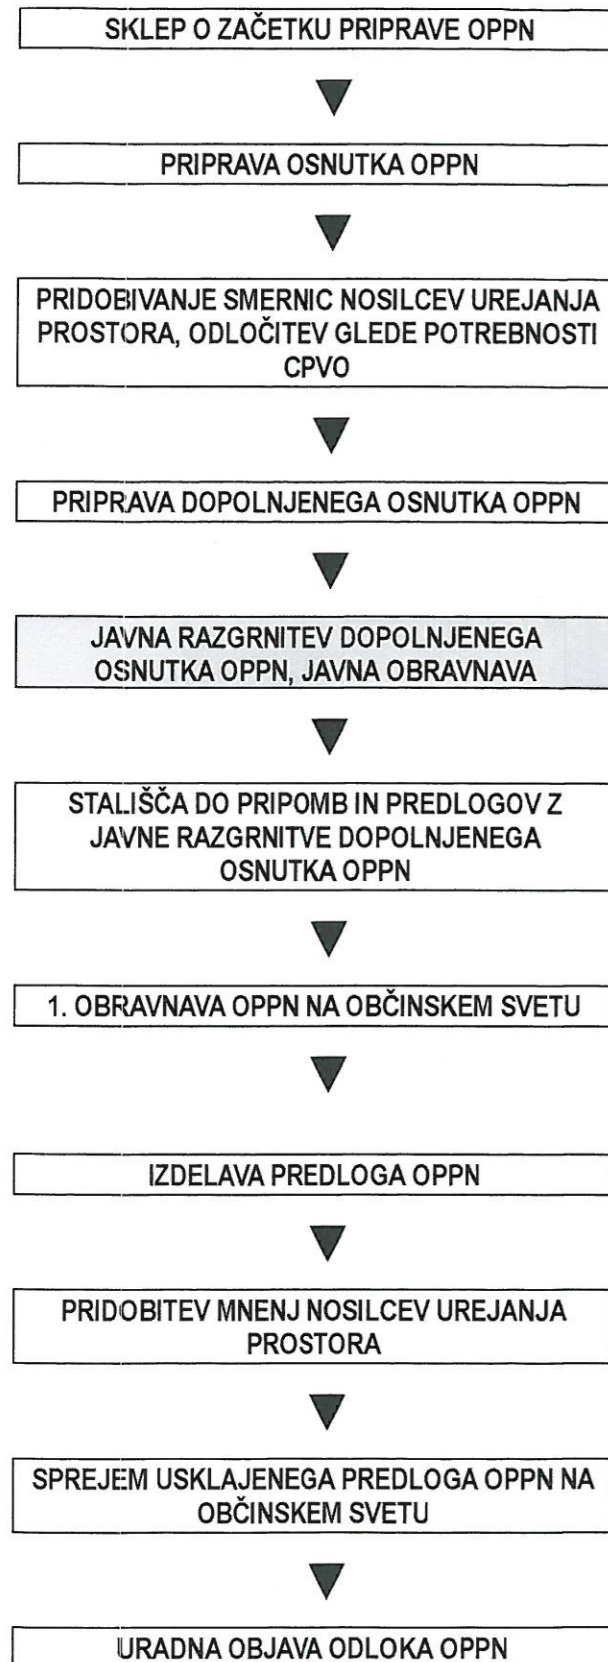 SKLEP O ZAČETKU PRIPRAVE OPPN
PRIPRAVA OSNUTKA OPPN
PRIDOBIVANJE SMERNIC NOSILCEV UREJANJA
PROSTORA, ODLOČITEV GLEDE POTREBNOSTI
CPVO
PRIPRAVA DOPOLNJENEGA OSNUTKA OPPN
JAVNA RAZGRNITEV DOPOLNJENEGA
OSNUTKA OPPN, JAVNA OBRAVNAVA
STALIŠČA DO PRIPOMB IN PREDLOGOV Z
JAVNE RAZGRNITVE DOPOLNJENEGA
OSNUTKA OPPN
1. OBRAVNAVA OPPN NA OBČINSKEM SVETU
IZDELAVA PREDLOGA OPPN
PRIDOBITEV MNENJ NOSILCEV UREJANJA
PROSTORA
SPREJEM USKLAJENEGA PREDLOGA OPPN NA
OBČINSKEM SVETU
URADNA OBJAVA ODLOKA OPPN